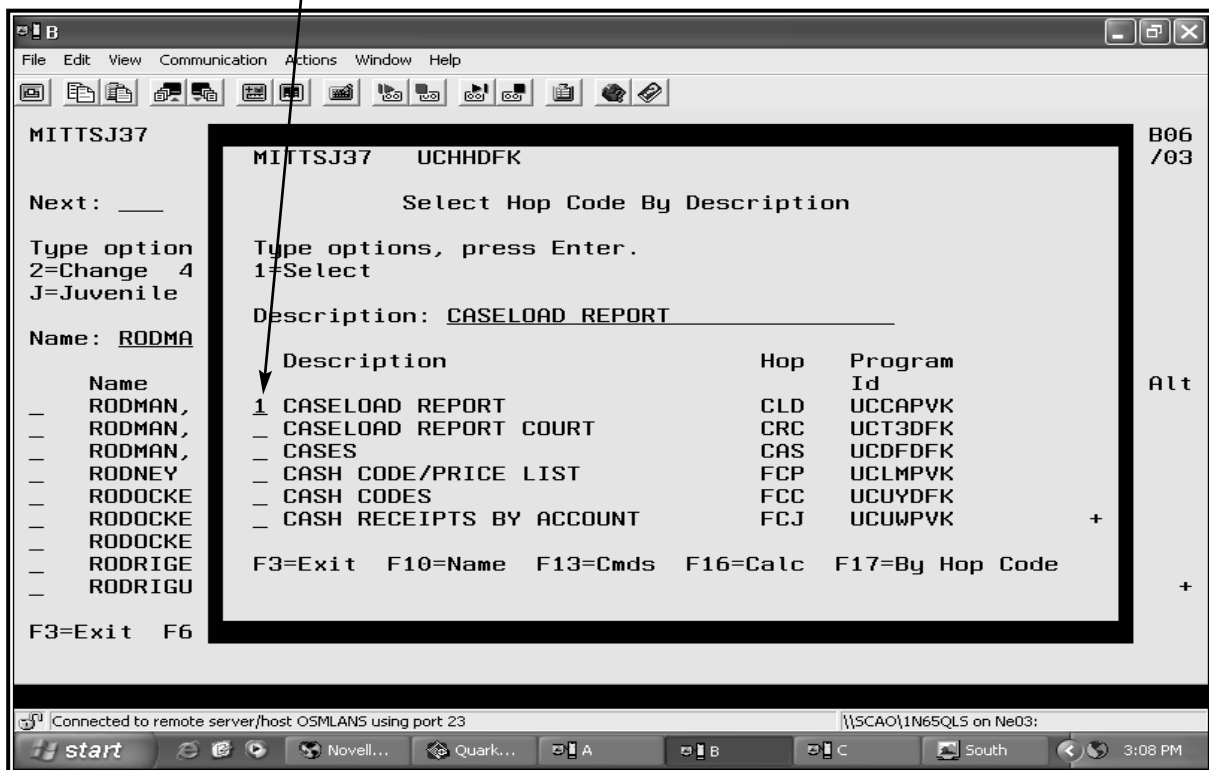 B
File Edit View Communication Actions Window Help
MITTSJ37 B06
MITTSJ37 UCHHDFK /03
Next: ___ Select Hop Code By Description
Type option Type options, press Enter.
2=Change 4 1=Select
J=Juvenile
Description: CASELOAD REPORT
Name: RODMA
Description Hop Program
Name Id Alt
_ RODMAN, 1 CASELOAD REPORT CLD UCCAPVK
_ RODMAN, _ CASELOAD REPORT COURT CRC UCT3DFK
_ RODMAN, _ CASES CAS UCDFDFK
_ RODNEY _ CASH CODE/PRICE LIST FCP UCLMPVK
_ RODOCKE _ CASH CODES FCC UCUYDFK
_ RODOCKE _ CASH RECEIPTS BY ACCOUNT FCJ UCUWPVK +
_ RODOCKE
_ RODRIGE F3=Exit F10=Name F13=Cmds F16=Calc F17=By Hop Code
_ RODRIGU +
F3=Exit F6
Connected to remote server/host OSMLANS using port 23 \\SCAO\1N65QLS on Ne03:
start Novell... Quark... A B C South 3:08 PM